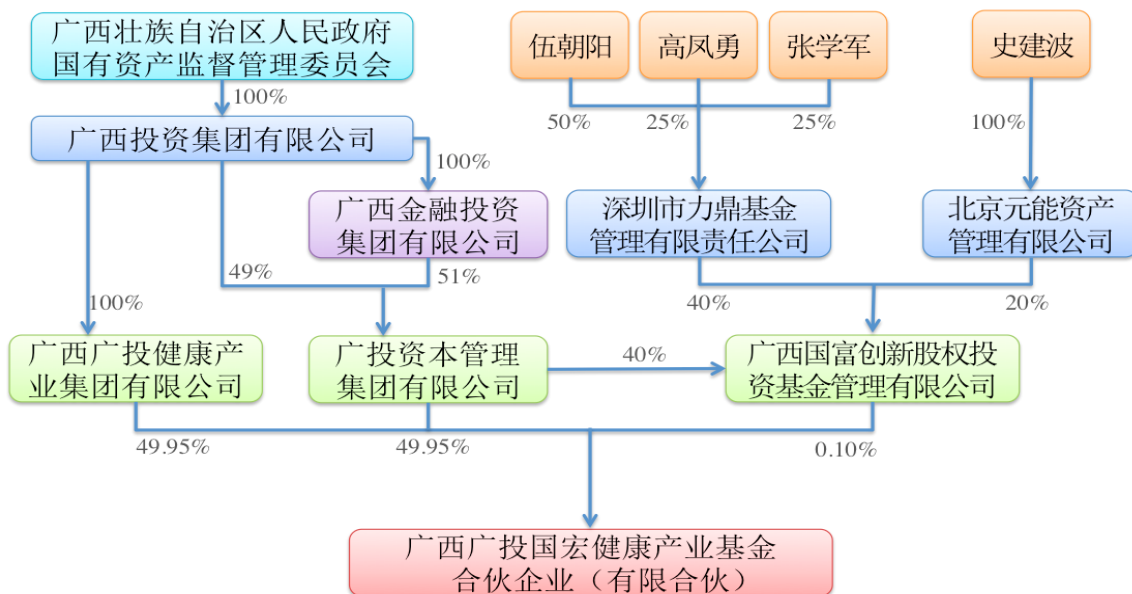 广西壮族自治区人民政府
国有资产监督管理委员会
伍朝阳
高凤勇
张学军
史建波
100%
50%
25%
25%
100%
广西投资集团有限公司
100%
广西金融投资
集团有限公司
深圳市力鼎基金
管理有限责任公司
北京元能资产
管理有限公司
49%
51%
40%
20%
100%
广西广投健康产
业集团有限公司
广投资本管理
集团有限公司
40%
广西国富创新股权投
资基金管理有限公司
49.95%
49.95%
0.10%
广西广投国宏健康产业基金
合伙企业（有限合伙）